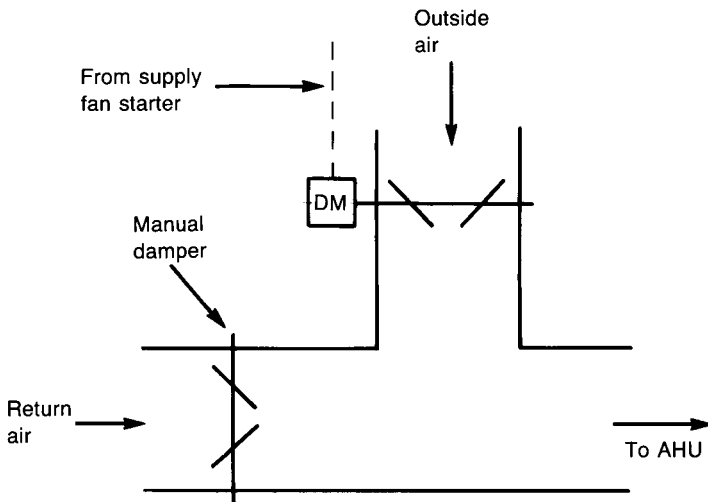 Outside
air
From supply
fan starter
DM
Manual
damper
Return
air
To AHU